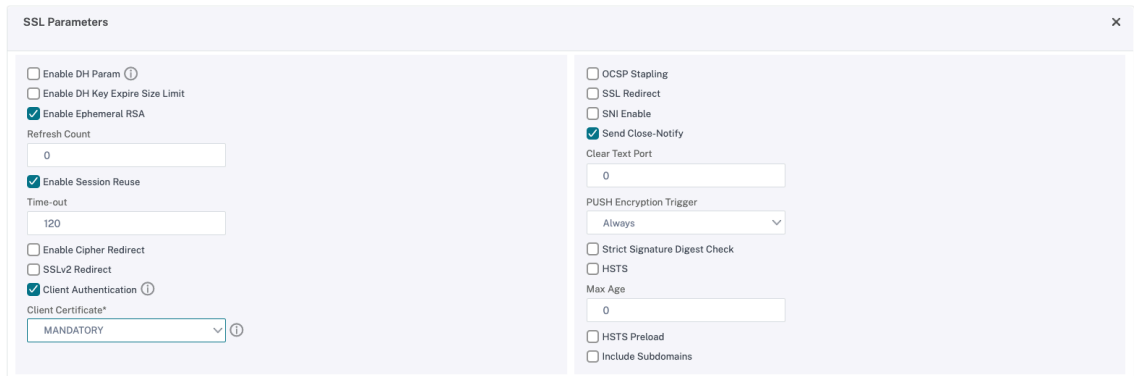 SSL Parameters
Enable DH Param
Enable DH Key Expire Size Limit
Enable Ephemeral RSA
Refresh Count
0
Enable Session Reuse
Time-out
120
Enable Cipher Redirect
SSLv2 Redirect
Client Authentication
Client Certificate*
MANDATORY
OCSP Stapling
SSL Redirect
SNI Enable
Send Close-Notify
Clear Text Port
0
PUSH Encryption Trigger
Always
Strict Signature Digest Check
HSTS
Max Age
0
HSTS Preload
Include Subdomains